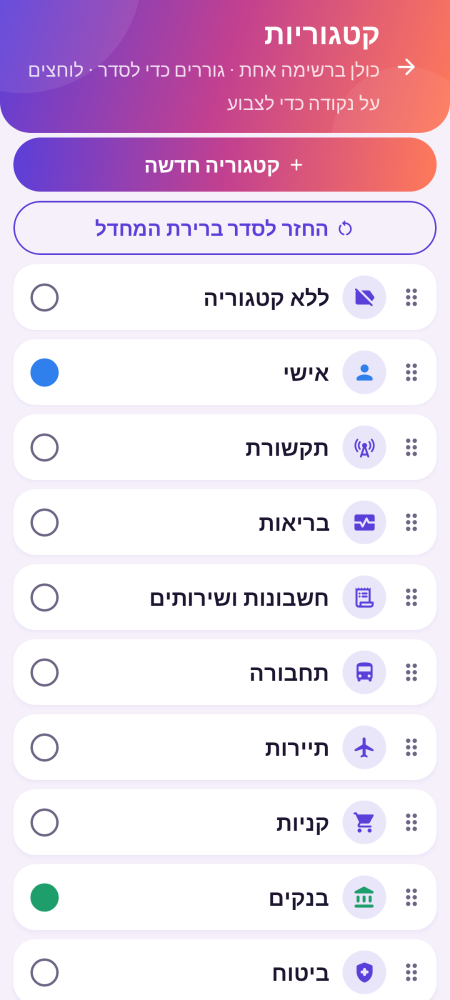 קטגוריות
כולן ברשימה אחת · גוררים כדי לסדר · לוחצים
על נקודה כדי לצבוע
+ קטגוריה חדשה
החזר לסדר ברירת המחדל
ללא קטגוריה
אישי
תקשורת
בריאות
חשבונות ושירותים
תחבורה
תיירות
קניות
בנקים
ביטוח